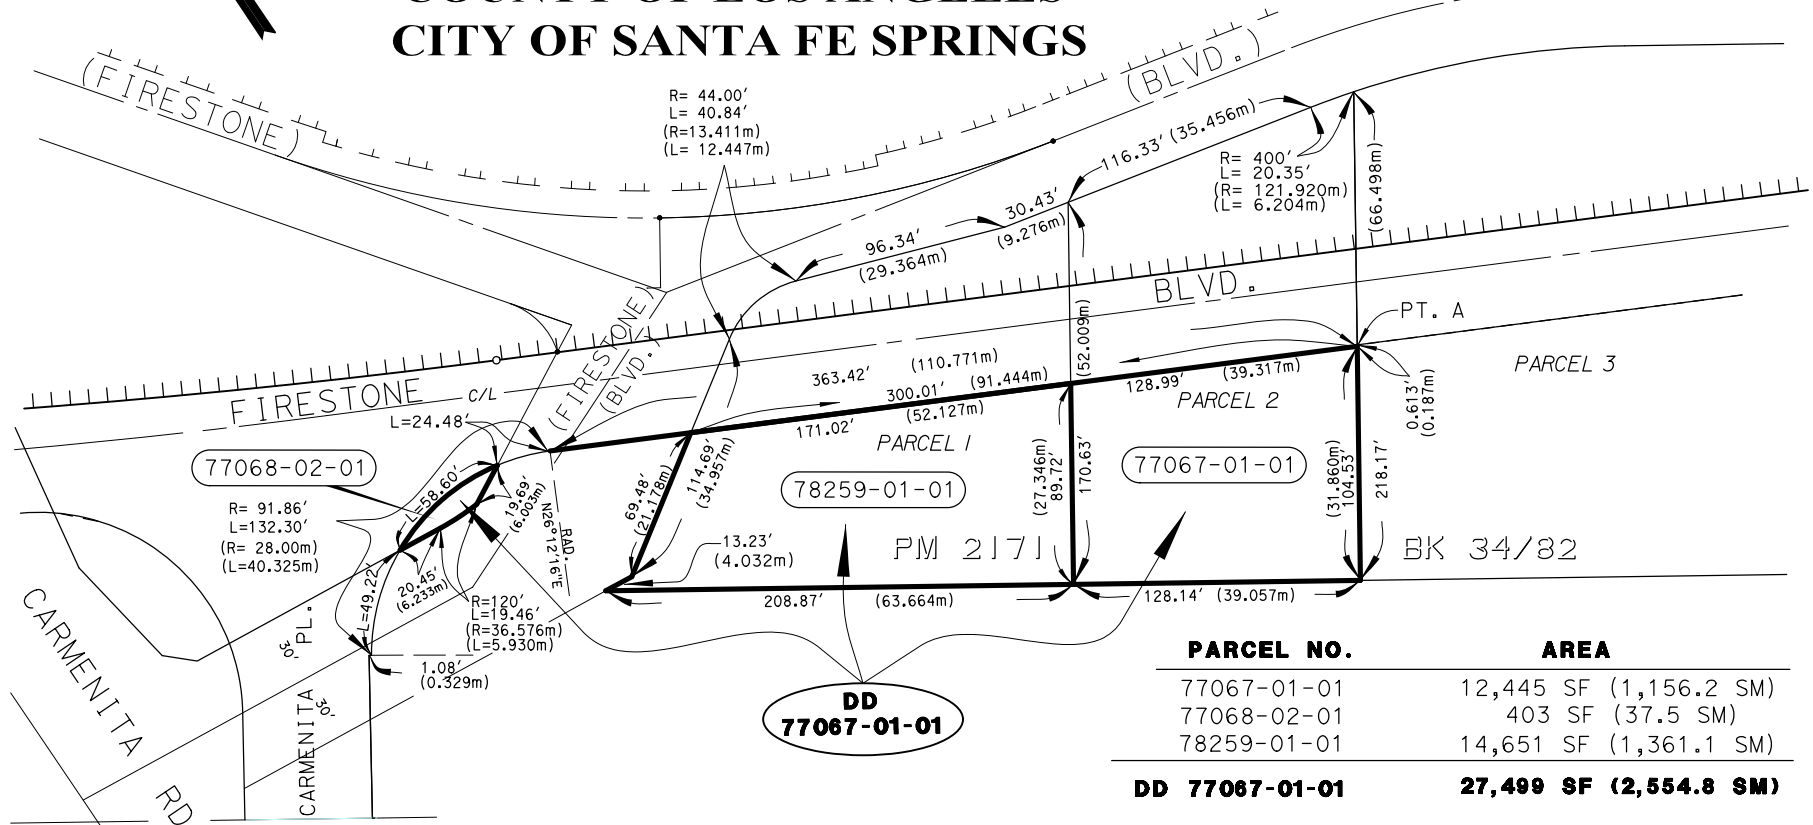 COUNTY OF LOS ANGELES
CITY OF SANTA FE SPRINGS
(FIRESTONE)
(BLVD.)
R= 44.00'
L= 40.84'
(R=13.411m)
(L= 12.447m)
116.33' (35.456m)
R= 400'
L= 20.35'
(R= 121.920m)
(L= 6.204m)
(66.498m)
30.43'
(9.276m)
96.34'
(29.364m)
BLVD.
(FIRESTONE)
(BLVD.)
PT. A
(52.009m)
363.42'
(110.771m)
300.01'
(91.444m)
128.99'
(39.317m)
PARCEL 3
FIRESTONE
C/L
L=24.48'
171.02'
(52.127m)
PARCEL 1
PARCEL 2
0.613'
(0.187m)
77068-02-01
78259-01-01
77067-01-01
L=58.60'
19.69'
(6.003m)
RAD.
N26°12'16"E
69.48'
(21.178m)
114.69'
(34.957m)
(27.346m)
89.72'
170.63'
(31.860m)
104.53'
218.17'
R= 91.86'
L=132.30'
(R= 28.00m)
(L=40.325m)
13.23'
(4.032m)
PM 2171
BK 34/82
L=49.22'
20.45'
(6.233m)
R=120'
L=19.46'
(R=36.576m)
(L=5.930m)
208.87'
(63.664m)
128.14'
(39.057m)
30'
PL.
1.08'
(0.329m)
CARMENITA
RD
CARMENITA
30'
DD
77067-01-01
PARCEL NO. AREA
77067-01-01 12,445 SF (1,156.2 SM)
77068-02-01 403 SF (37.5 SM)
78259-01-01 14,651 SF (1,361.1 SM)
DD 77067-01-01 27,499 SF (2,554.8 SM)